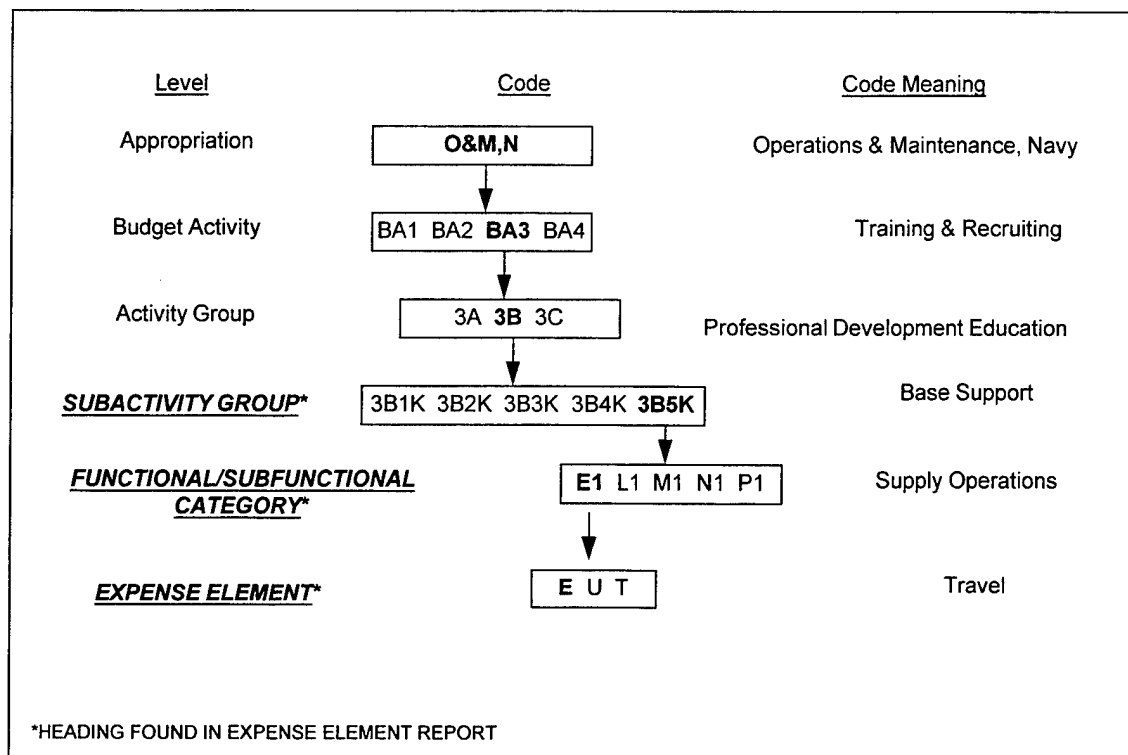 Level Code Code Meaning
Appropriation O&M,N Operations & Maintenance, Navy
Budget Activity BA1 BA2 BA3 BA4 Training & Recruiting
Activity Group 3A 3B 3C Professional Development Education
SUBACTIVITY GROUP* 3B1K 3B2K 3B3K 3B4K 3B5K Base Support
FUNCTIONAL/SUBFUNCTIONAL E1 L1 M1 N1 P1 Supply Operations
CATEGORY*
EXPENSE ELEMENT* E U T Travel
*HEADING FOUND IN EXPENSE ELEMENT REPORT